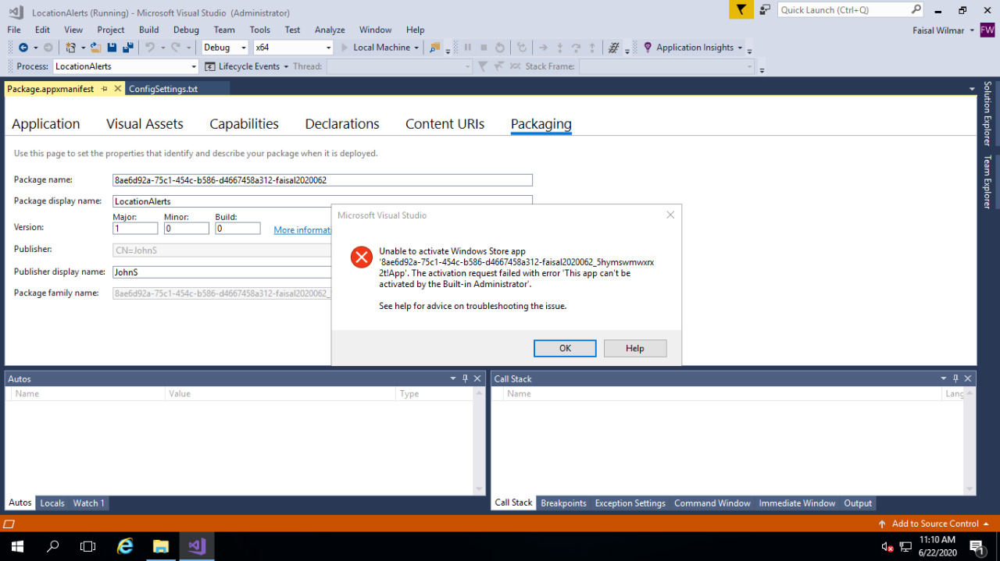 LocationAlerts (Running) - Microsoft Visual Studio (Administrator)
Quick Launch (Ctrl+Q)
File Edit View Project Build Debug Team Tools Test Analyze Window Help
Faisal Wilmar FW
Debug x64 Local Machine Application Insights
Process: LocationAlerts Lifecycle Events Thread: Stack Frame:
Package.appxmanifest ConfigSettings.txt
Solution Explorer
Team Explorer
Application Visual Assets Capabilities Declarations Content URIs Packaging
Use this page to set the properties that identify and describe your package when it is deployed.
Package name: 8ae6d92a-75c1-454c-b586-d4667458a312-faisal2020062
Package display name: LocationAlerts
Major: Minor: Build:
Version: 1 0 0 More informati
Publisher: CN=JohnS
Publisher display name: JohnS
Package family name: 8ae6d92a-75c1-454c-b586-d4667458a312-faisal2020062_
Microsoft Visual Studio
Unable to activate Windows Store app
'8ae6d92a-75c1-454c-b586-d4667458a312-faisal2020062_5hymswmwxrx
2t!App'. The activation request failed with error 'This app can't be
activated by the Built-in Administrator'.
See help for advice on troubleshooting the issue.
OK Help
Autos
Name Value Type
Call Stack
Name Lang
Autos Locals Watch 1
Call Stack Breakpoints Exception Settings Command Window Immediate Window Output
Add to Source Control
11:10 AM
6/22/2020
1